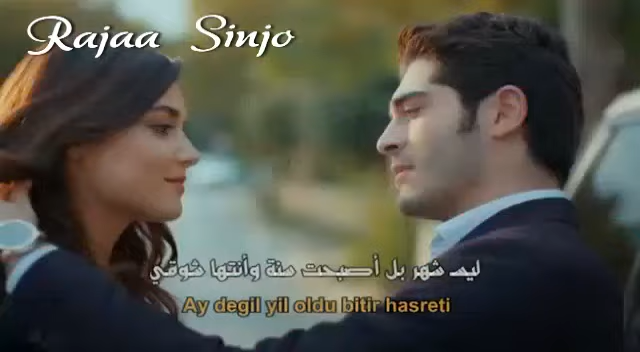 Rajaa Sinjo
ليس شهر بل أصبحت سنة وأنتها شوقي
Ay degil yil oldu bitir hasreti